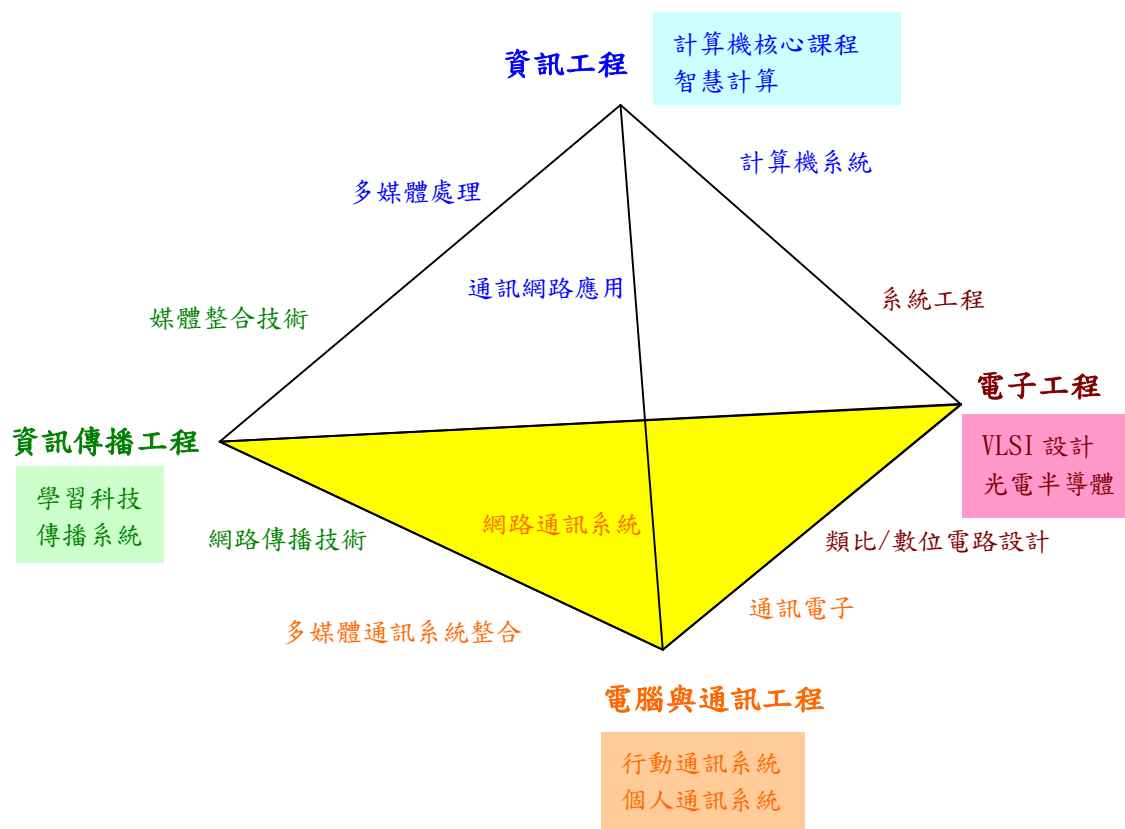 資訊工程
計算機核心課程
智慧計算
計算機系統
多媒體處理
通訊網路應用
系統工程
媒體整合技術
電子工程
VLSI 設計
光電半導體
資訊傳播工程
學習科技
傳播系統
網路傳播技術
網路通訊系統
類比/數位電路設計
通訊電子
多媒體通訊系統整合
電腦與通訊工程
行動通訊系統
個人通訊系統